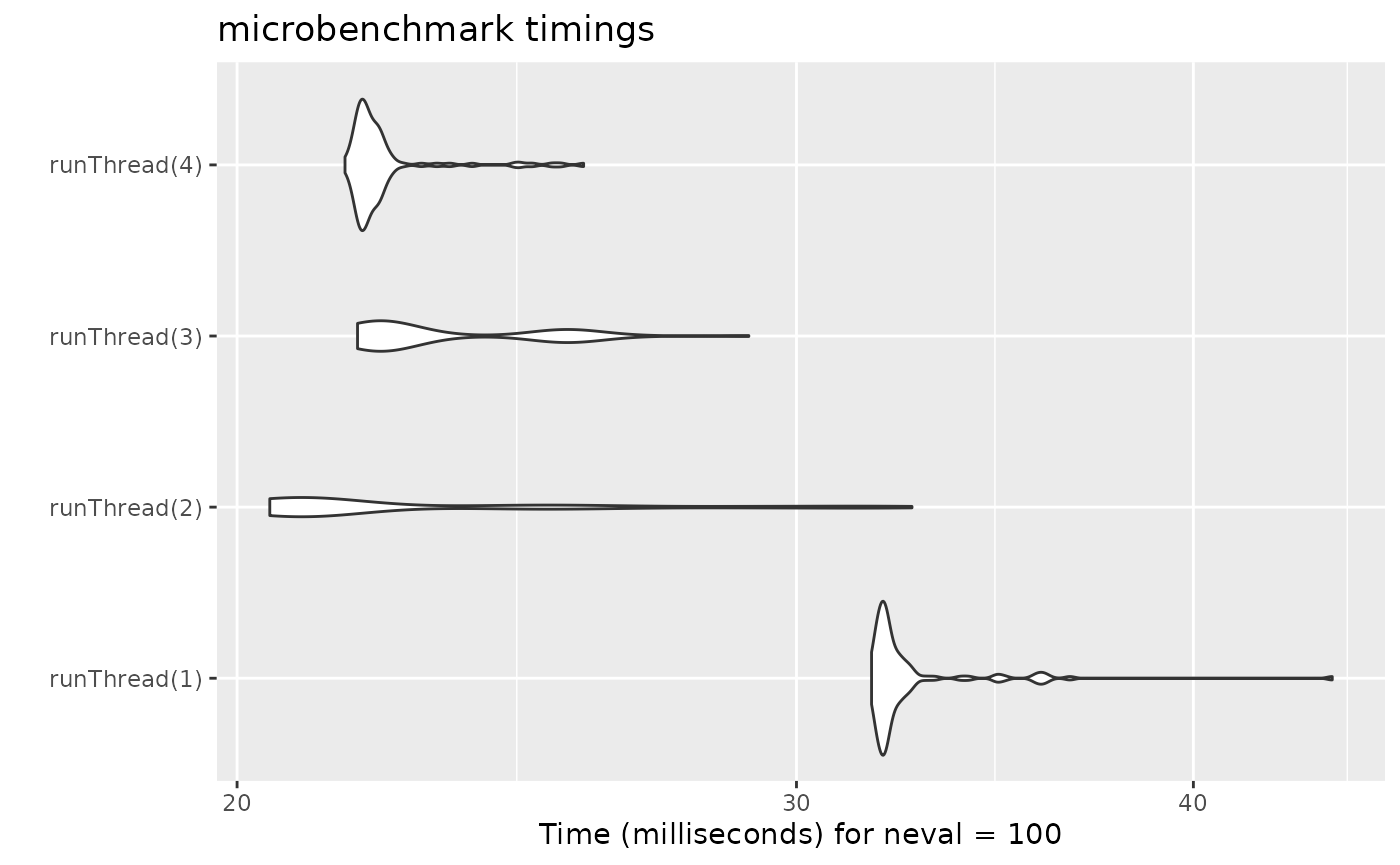 microbenchmark timings
runThread(4)
runThread(3)
runThread(2)
runThread(1)
20 30 40
Time (milliseconds) for neval = 100